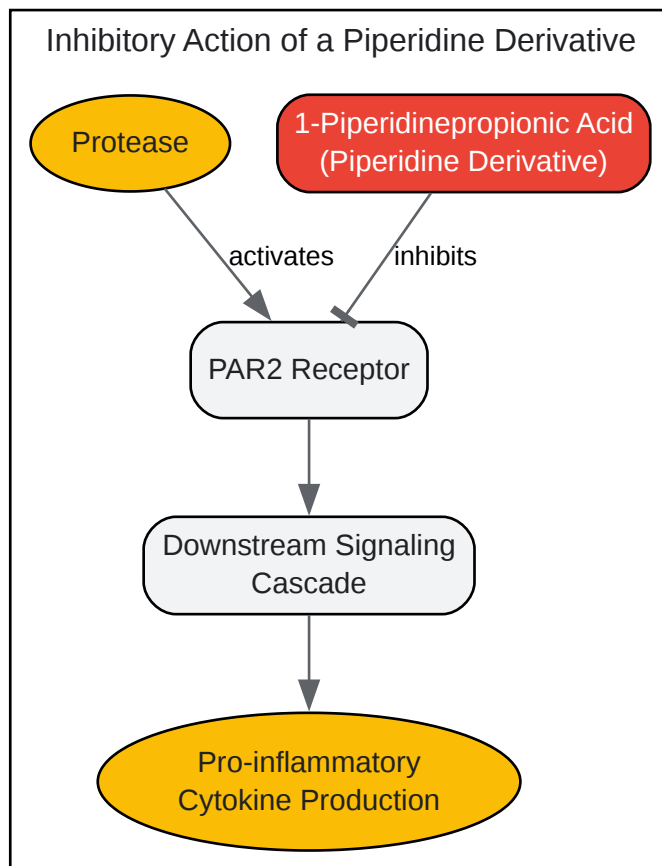 Inhibitory Action of a Piperidine Derivative
Protease
1-Piperidinepropionic Acid
(Piperidine Derivative)
activates
inhibits
PAR2 Receptor
Downstream Signaling
Cascade
Pro-inflammatory
Cytokine Production